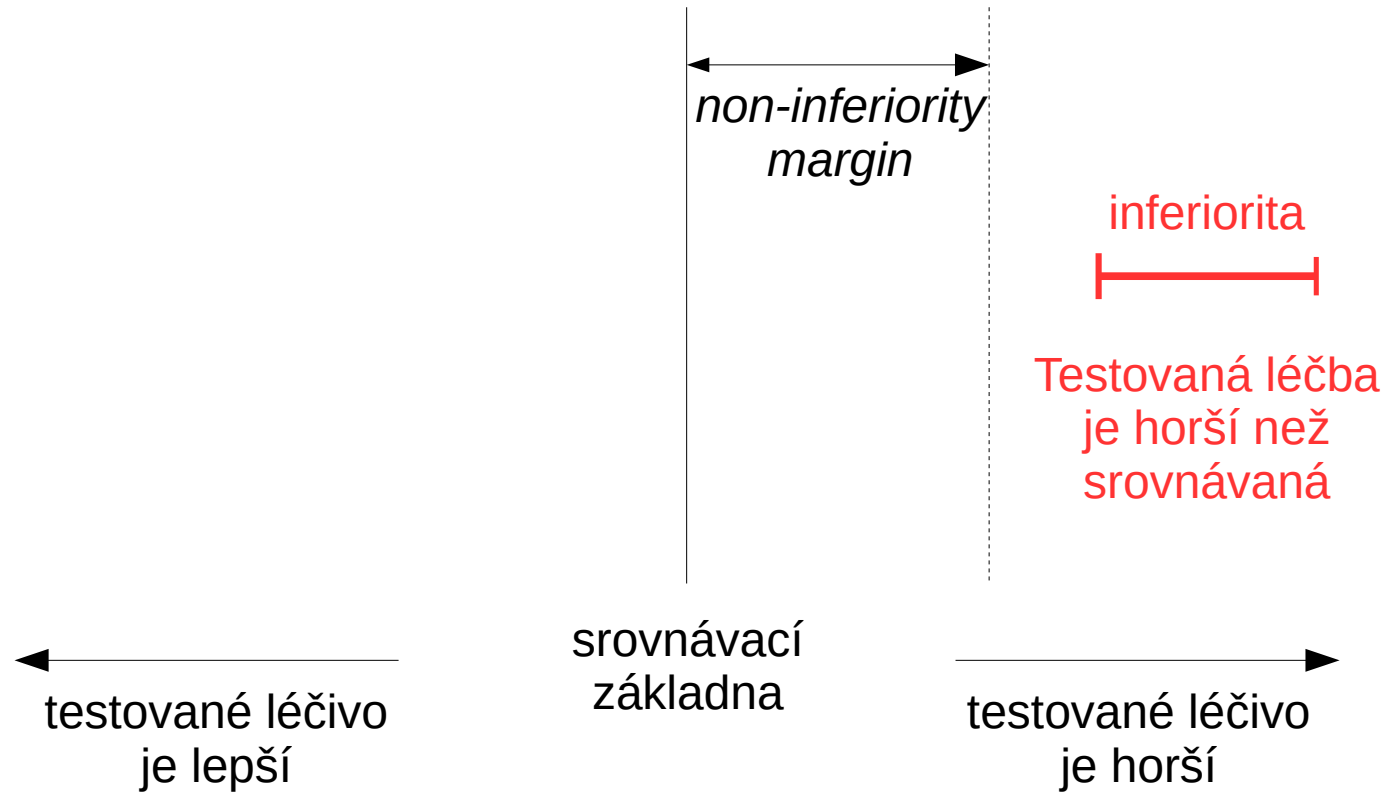 non-inferiority
margin
inferiorita
Testovaná léčba
je horší než
srovnávaná
srovnávací
základna
testované léčivo
je lepší
testované léčivo
je horší